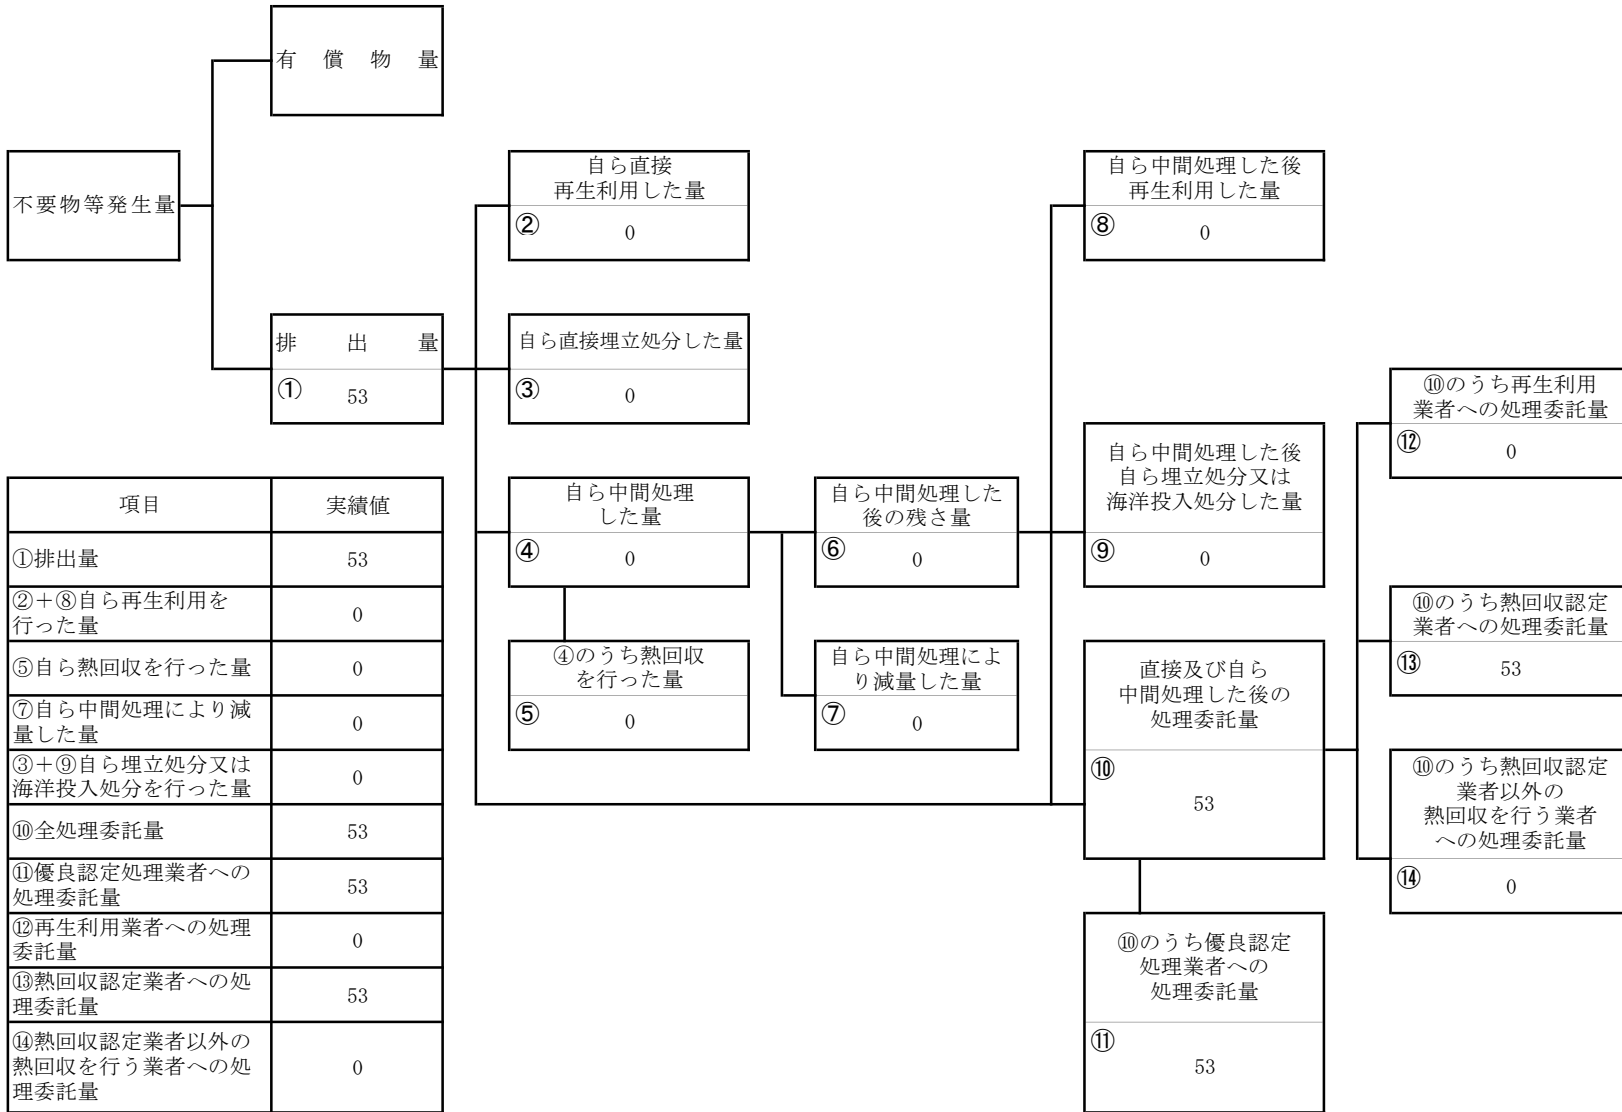 有償物量
不要物等発生量
排出量
① 53
自ら直接
再生利用した量
② 0
自ら直接埋立処分した量
③ 0
自ら中間処理
した量
④ 0
④のうち熱回収
を行った量
⑤ 0
自ら中間処理した
後の残さ量
⑥ 0
自ら中間処理によ
り減量した量
⑦ 0
自ら中間処理した後
再生利用した量
⑧ 0
自ら中間処理した後
自ら埋立処分又は
海洋投入処分した量
⑨ 0
直接及び自ら
中間処理した後の
処理委託量
⑩
53
⑩のうち優良認定
処理業者への
処理委託量
⑪
53
⑩のうち再生利用
業者への処理委託量
⑫ 0
⑩のうち熱回収認定
業者への処理委託量
⑬ 53
⑩のうち熱回収認定
業者以外の
熱回収を行う業者
への処理委託量
⑭ 0
項目 実績値
①排出量 53
②+⑧自ら再生利用を
行った量 0
⑤自ら熱回収を行った量 0
⑦自ら中間処理により減
量した量 0
③+⑨自ら埋立処分又は
海洋投入処分を行った量 0
⑩全処理委託量 53
⑪優良認定処理業者への
処理委託量 53
⑫再生利用業者への処理
委託量 0
⑬熱回収認定業者への処
理委託量 53
⑭熱回収認定業者以外の
熱回収を行う業者への処
理委託量 0